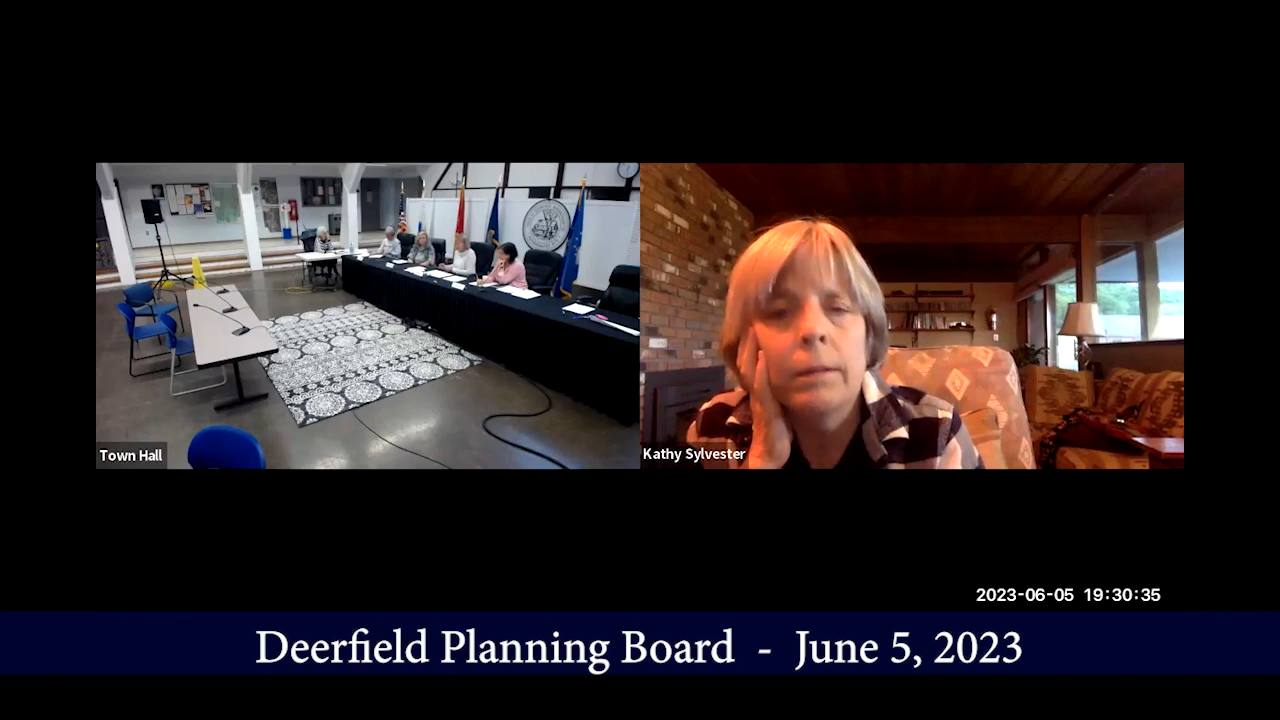 Town Hall
Kathy Sylvester
2023-06-05 19:30:35
Deerfield Planning Board - June 5, 2023